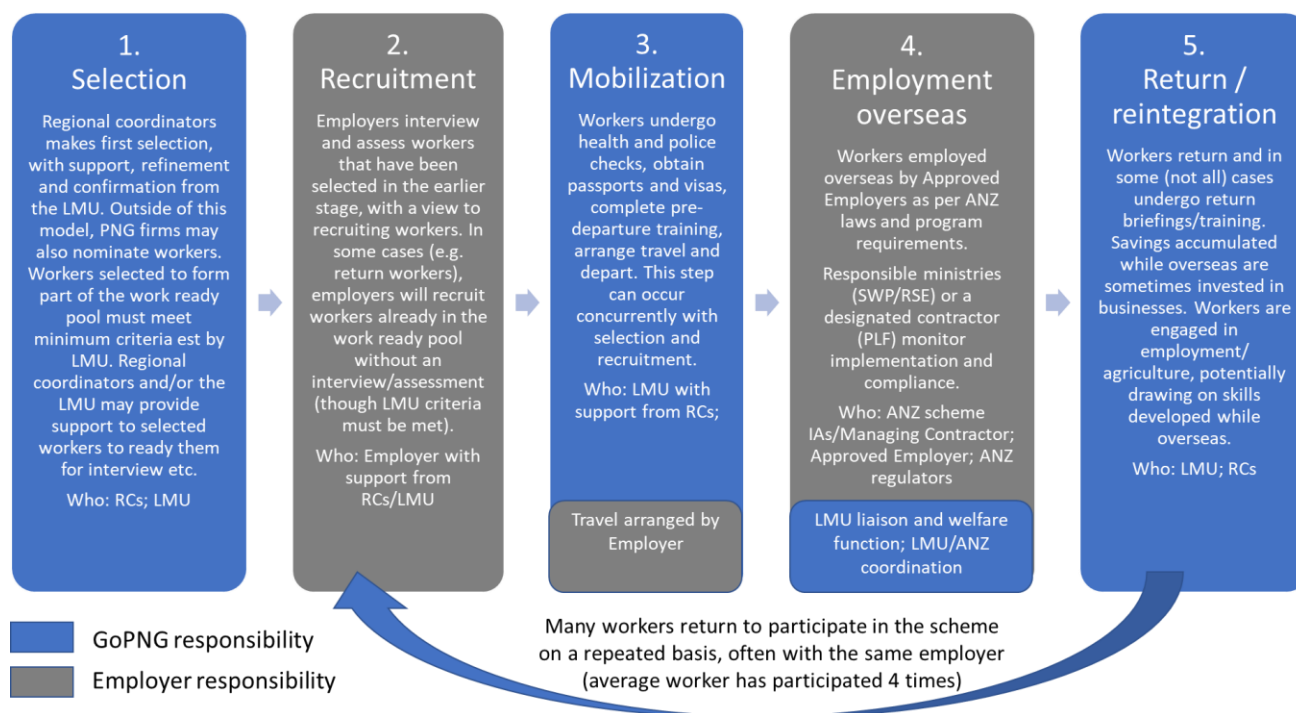 1.
Selection
Regional coordinators
makes first selection,
with support, refinement
and confirmation from
the LMU. Outside of this
model, PNG firms may
also nominate workers.
Workers selected to form
part of the work ready
pool must meet
minimum criteria est by
LMU. Regional
coordinators and/or the
LMU may provide
support to selected
workers to ready them
for interview etc.
Who: RCs; LMU
2.
Recruitment
Employers interview
and assess workers
that have been
selected in the earlier
stage, with a view to
recruiting workers. In
some cases (e.g.
return workers),
employers will recruit
workers already in the
work ready pool
without an
interview/assessment
(though LMU criteria
must be met).
Who: Employer with
support from
RCs/LMU
3.
Mobilization
Workers undergo
health and police
checks, obtain
passports and visas,
complete pre-
departure training,
arrange travel and
depart. This step
can occur
concurrently with
selection and
recruitment.
Who: LMU with
support from RCs;
Travel arranged by
Employer
4.
Employment
overseas
Workers employed
overseas by Approved
Employers as per ANZ
laws and program
requirements.
Responsible ministries
(SWP/RSE) or a
designated contractor
(PLF) monitor
implementation and
compliance.
Who: ANZ scheme
IAs/Managing Contractor;
Approved Employer; ANZ
regulators
LMU liaison and welfare
function; LMU/ANZ
coordination
5.
Return /
reintegration
Workers return and in
some (not all) cases
undergo return
briefings/training.
Savings accumulated
while overseas are
sometimes invested in
businesses. Workers are
engaged in
employment/
agriculture, potentially
drawing on skills
developed while
overseas.
Who: LMU; RCs
GoPNG responsibility
Employer responsibility
Many workers return to participate in the scheme
on a repeated basis, often with the same employer
(average worker has participated 4 times)